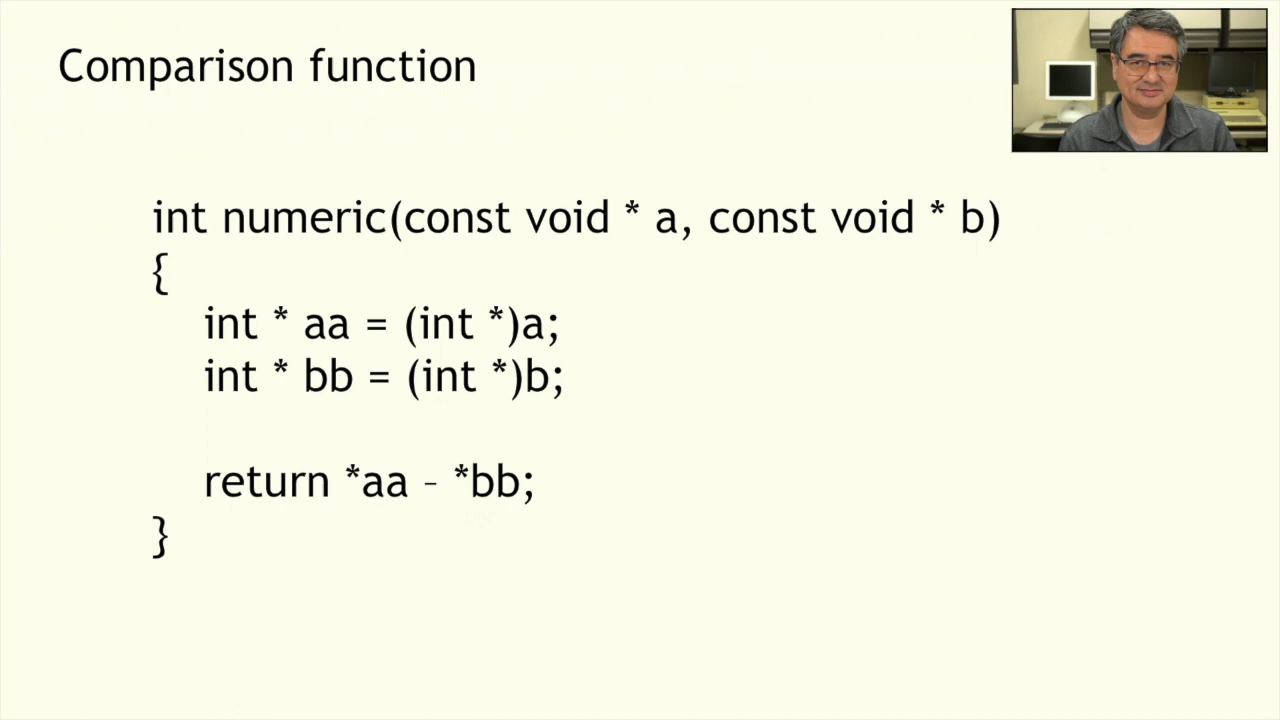 Comparison function
int numeric(const void * a, const void * b)
{
int * aa = (int *)a;
int * bb = (int *)b;
return *aa – *bb;
}